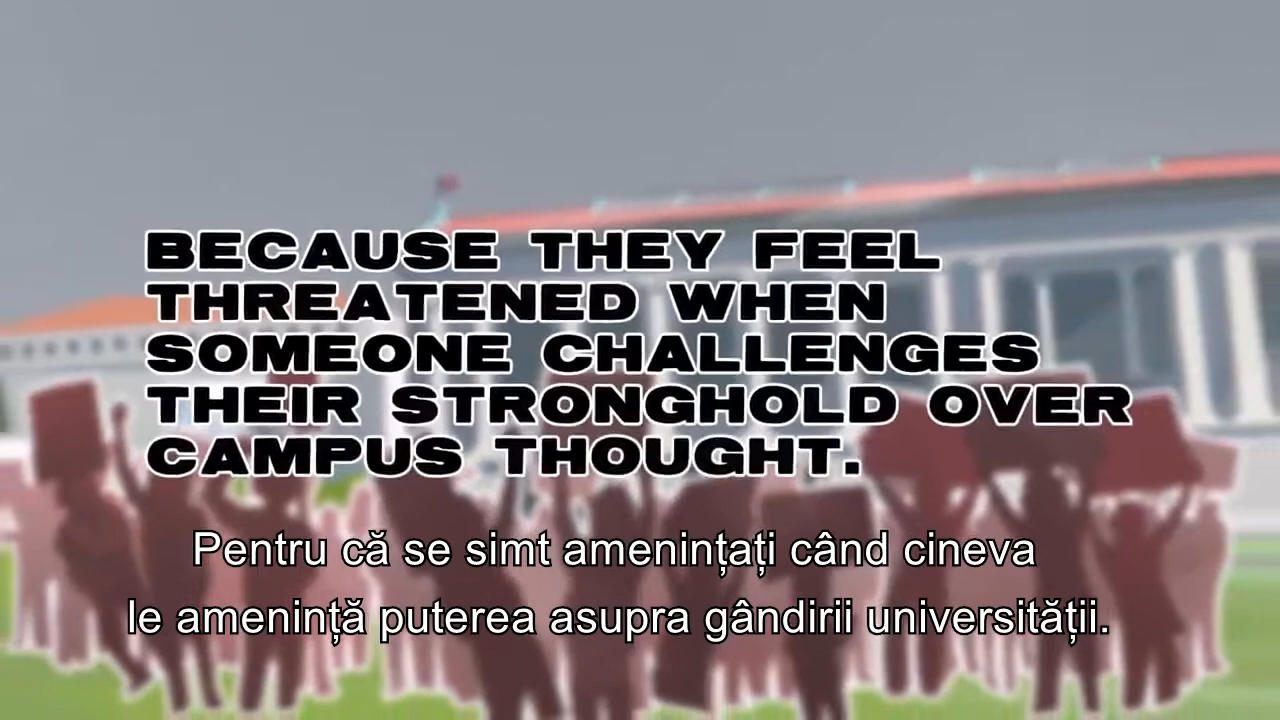 BECAUSE THEY FEEL
THREATENED WHEN
SOMEONE CHALLENGES
THEIR STRONGHOLD OVER
CAMPUS THOUGHT.
Pentru că se simt amenințați când cineva
le amenință puterea asupra gândirii universității.